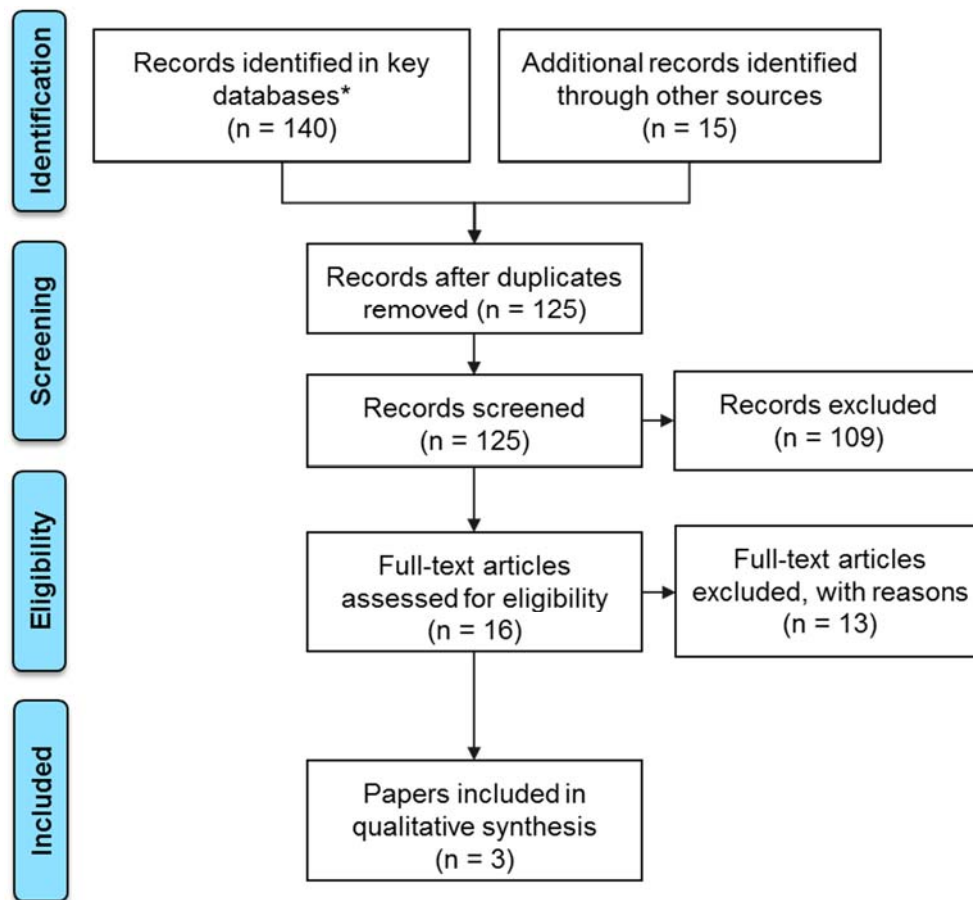 Identification
Records identified in key
databases*
(n = 140)
Additional records identified
through other sources
(n = 15)
Screening
Records after duplicates
removed (n = 125)
Records screened
(n = 125)
Records excluded
(n = 109)
Eligibility
Full-text articles
assessed for eligibility
(n = 16)
Full-text articles
excluded, with reasons
(n = 13)
Included
Papers included in
qualitative synthesis
(n = 3)